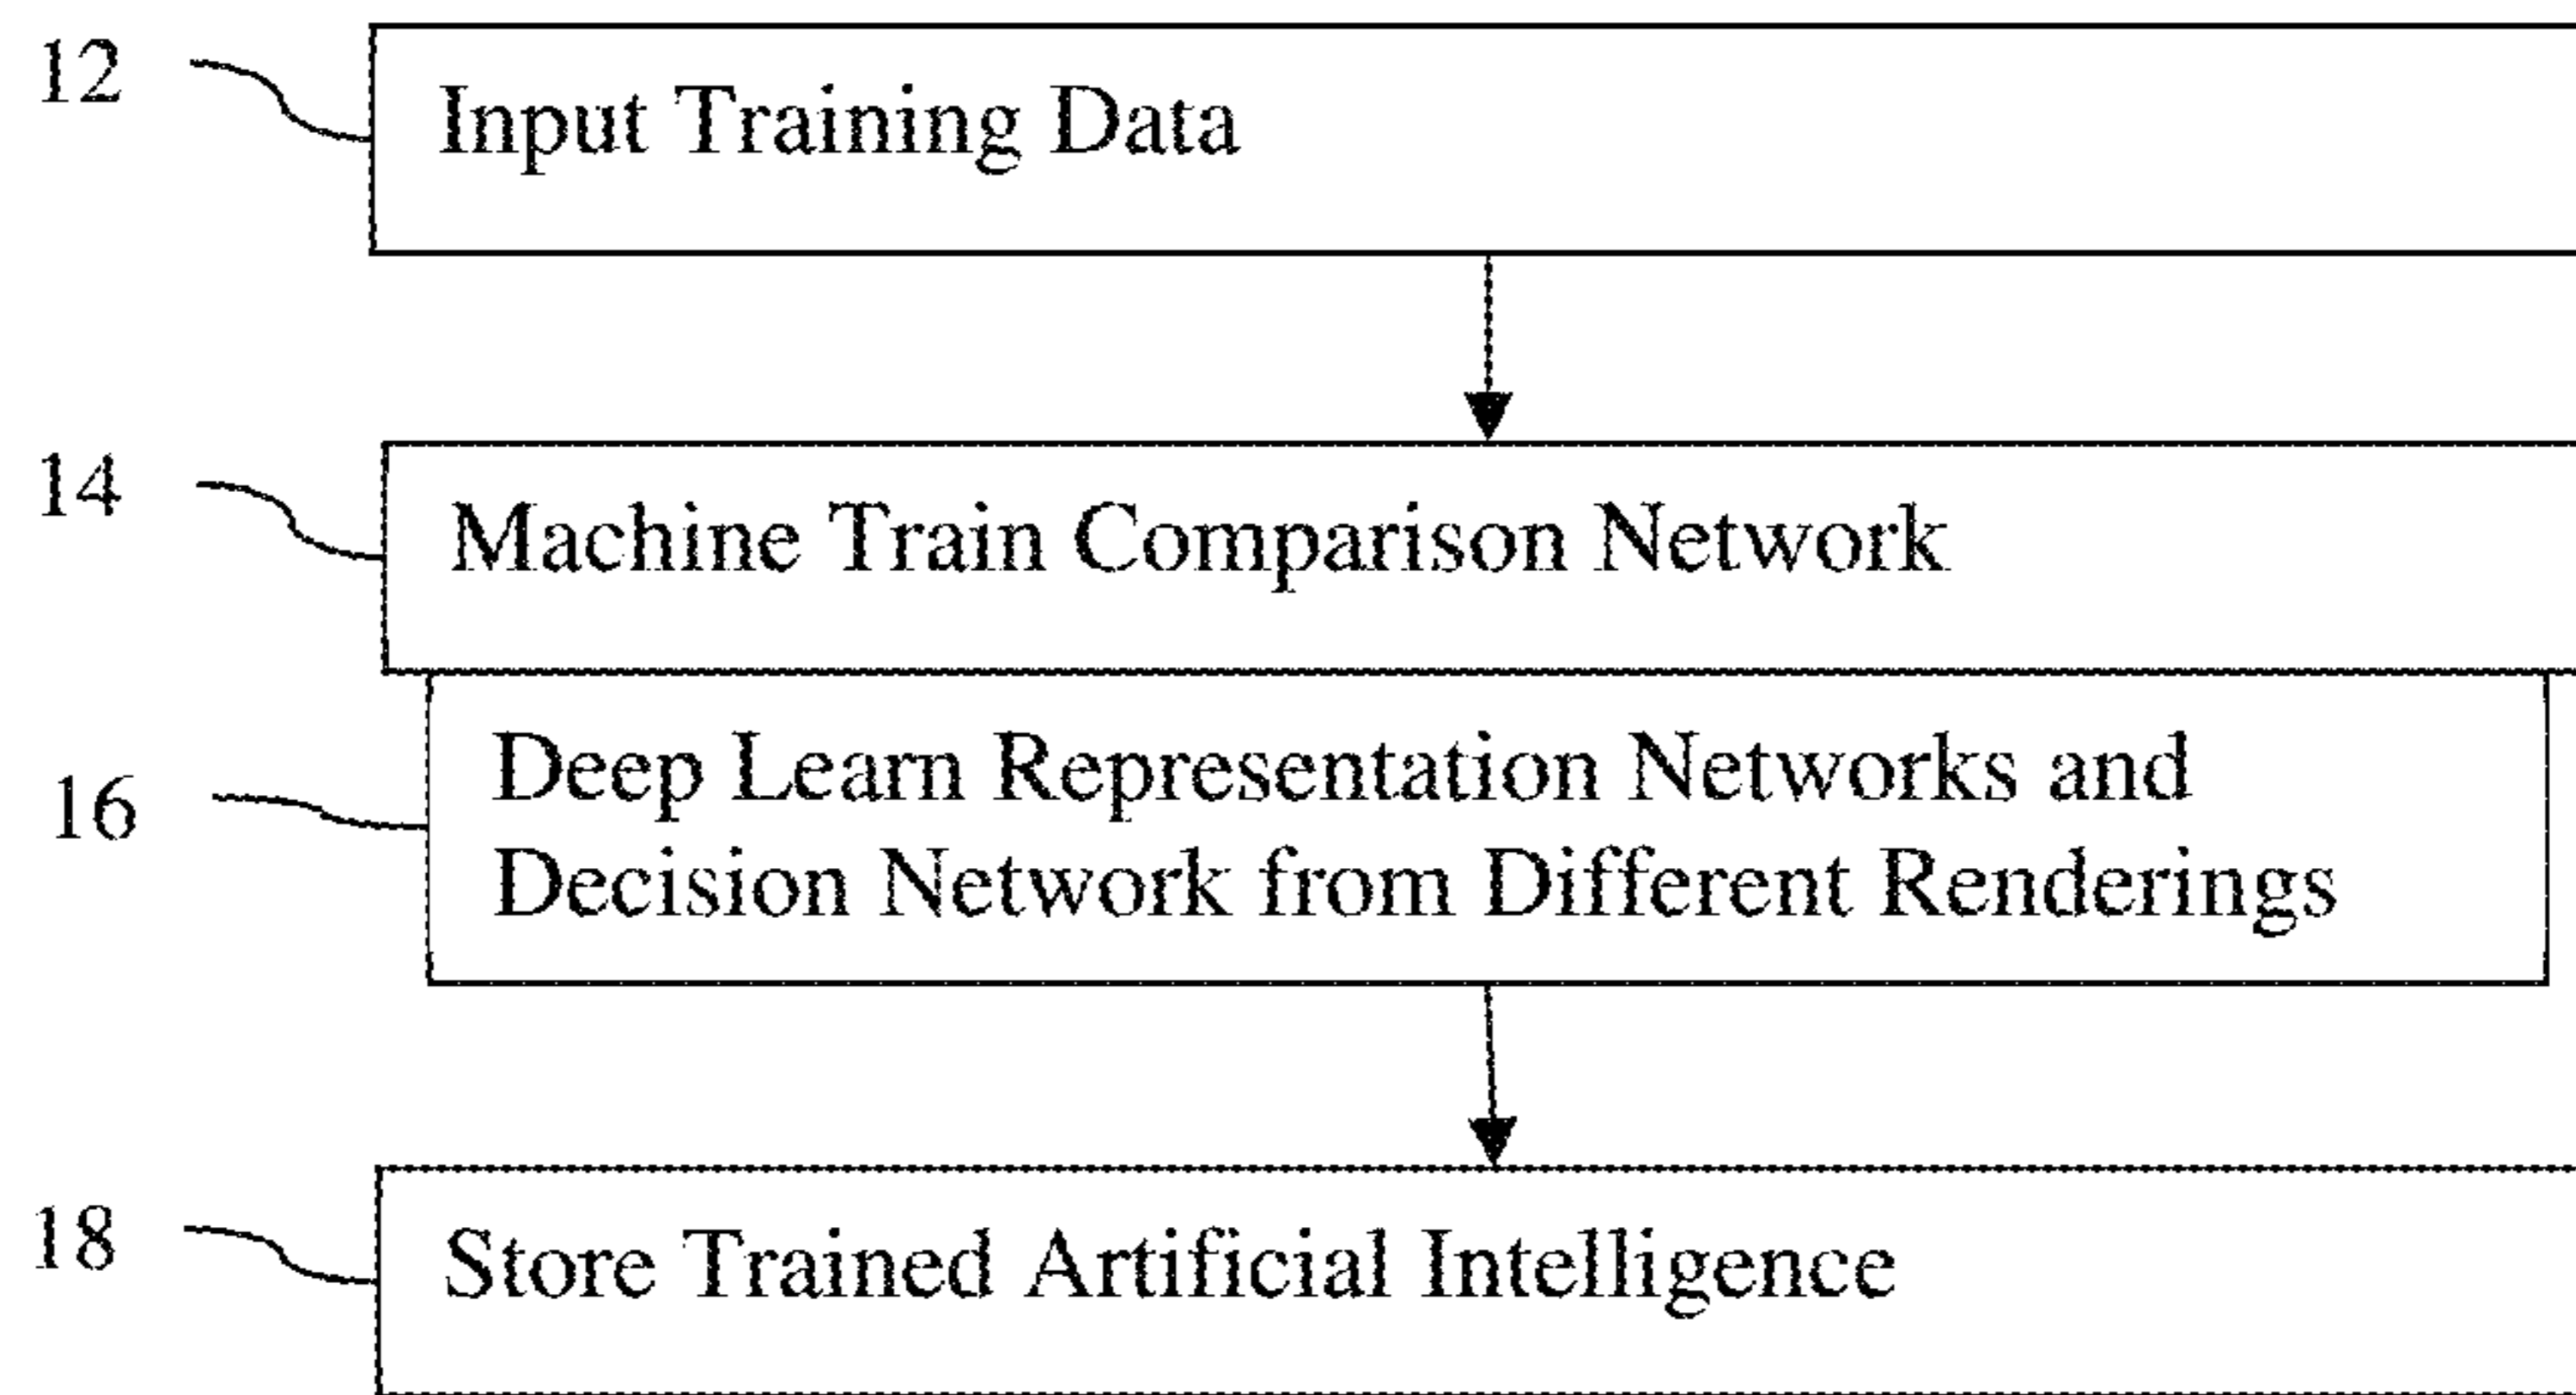 12
Input Training Data
14
Machine Train Comparison Network
16
Deep Learn Representation Networks and
Decision Network from Different Renderings
18
Store Trained Artificial Intelligence